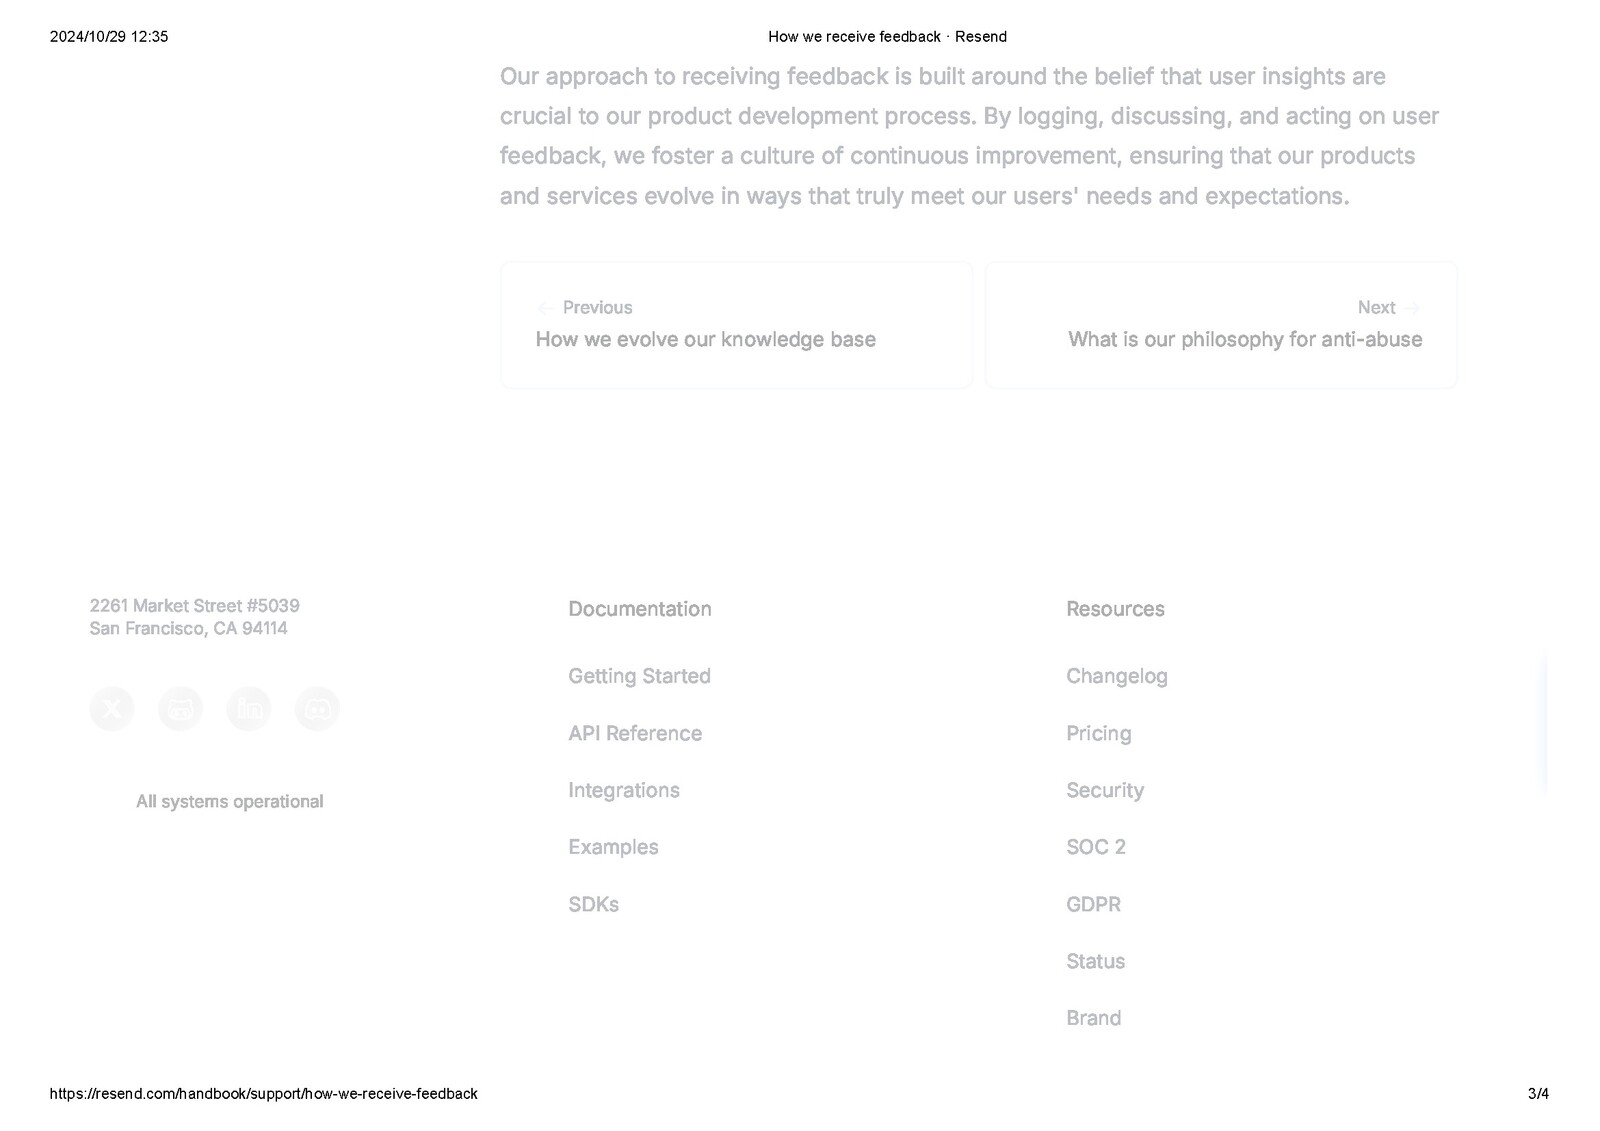 2024/10/29 12:35
How we receive feedback · Resend
Our approach to receiving feedback is built around the belief that user insights are
crucial to our product development process. By logging, discussing, and acting on user
feedback, we foster a culture of continuous improvement, ensuring that our products
and services evolve in ways that truly meet our users' needs and expectations.
← Previous
How we evolve our knowledge base
Next →
What is our philosophy for anti-abuse
2261 Market Street #5039
San Francisco, CA 94114
All systems operational
Documentation
Getting Started
API Reference
Integrations
Examples
SDKs
Resources
Changelog
Pricing
Security
SOC 2
GDPR
Status
Brand
https://resend.com/handbook/support/how-we-receive-feedback
3/4